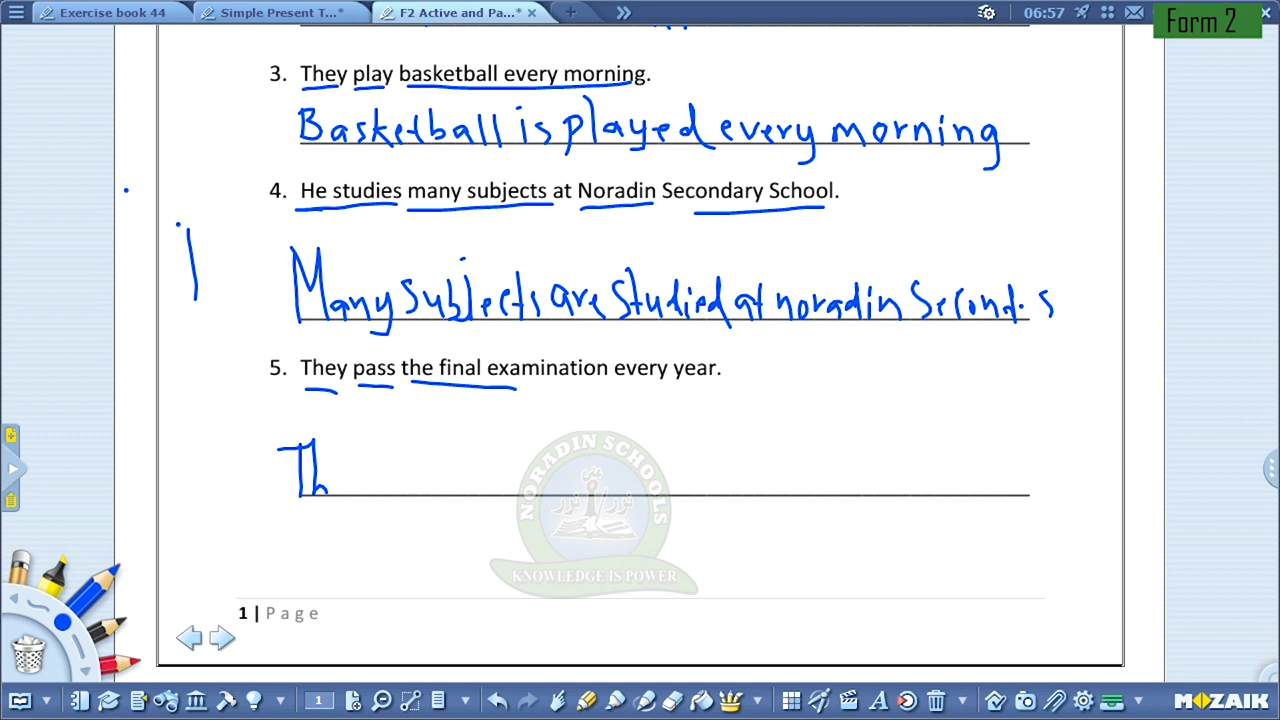 Exercise book 44
Simple Present T...*
F2 Active and Pa...*
06:57
Form 2
3. They play basketball every morning.
Basketball is played every morning
4. He studies many subjects at Noradin Secondary School.
Many Subjects are Studied at noradin Second. s
5. They pass the final examination every year.
Th
NORADIN SCHOOLS
KNOWLEDGE IS POWER
1 | Page
1
MOZAIK